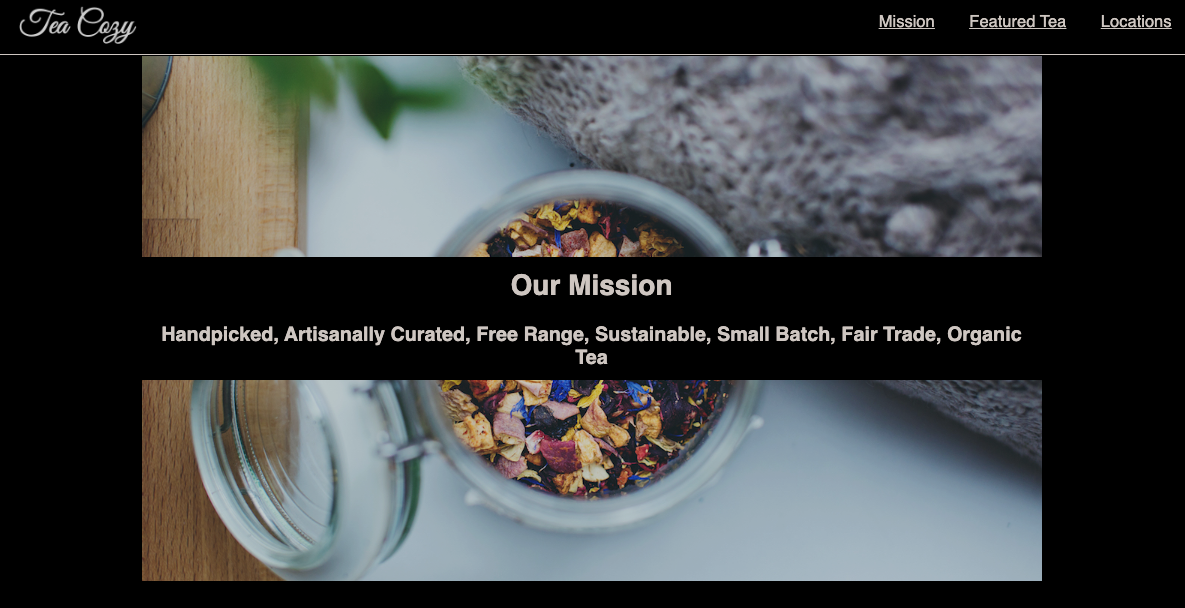 Tea Cozy
Mission
Featured Tea
Locations
Our Mission
Handpicked, Artisanally Curated, Free Range, Sustainable, Small Batch, Fair Trade, Organic
Tea